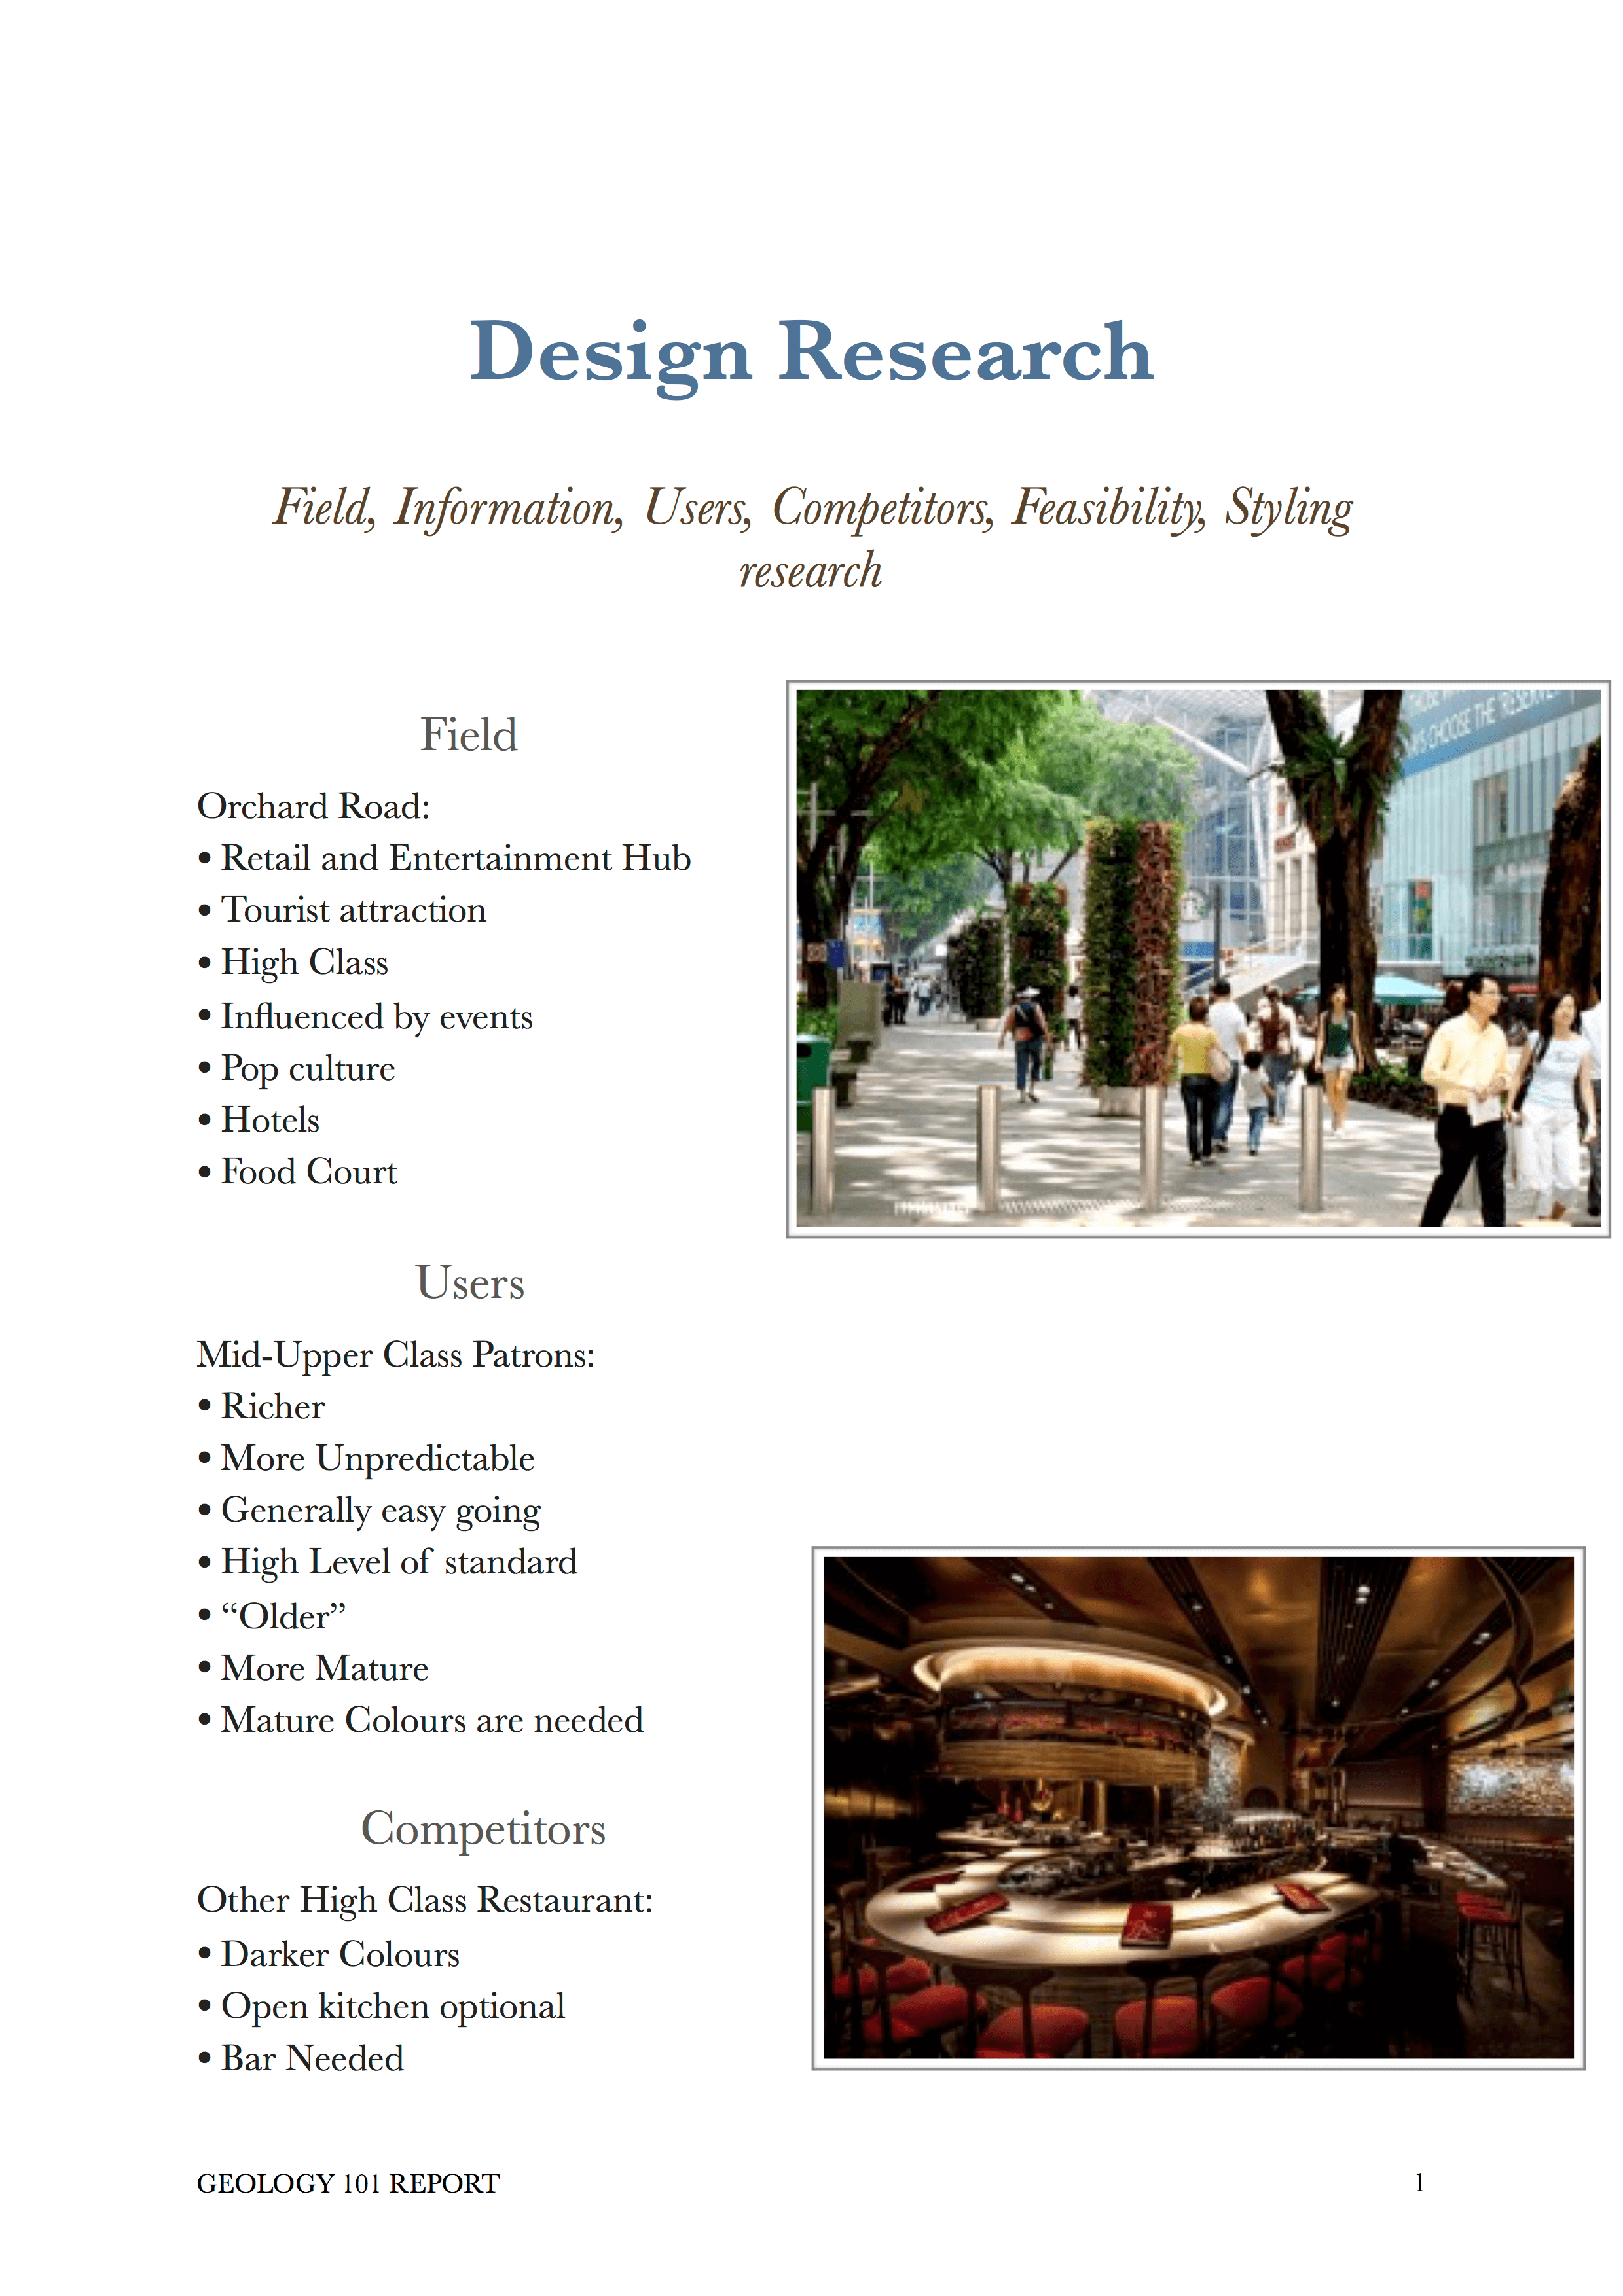 Design Research
Field, Information, Users, Competitors, Feasibility, Styling
research
Field
Orchard Road:
• Retail and Entertainment Hub
• Tourist attraction
• High Class
• Influenced by events
• Pop culture
• Hotels
• Food Court
CHOOSE THE RESERVE
Users
Mid-Upper Class Patrons:
• Richer
• More Unpredictable
• Generally easy going
• High Level of standard
• “Older”
• More Mature
• Mature Colours are needed
Competitors
Other High Class Restaurant:
• Darker Colours
• Open kitchen optional
• Bar Needed
GEOLOGY 101 REPORT
1